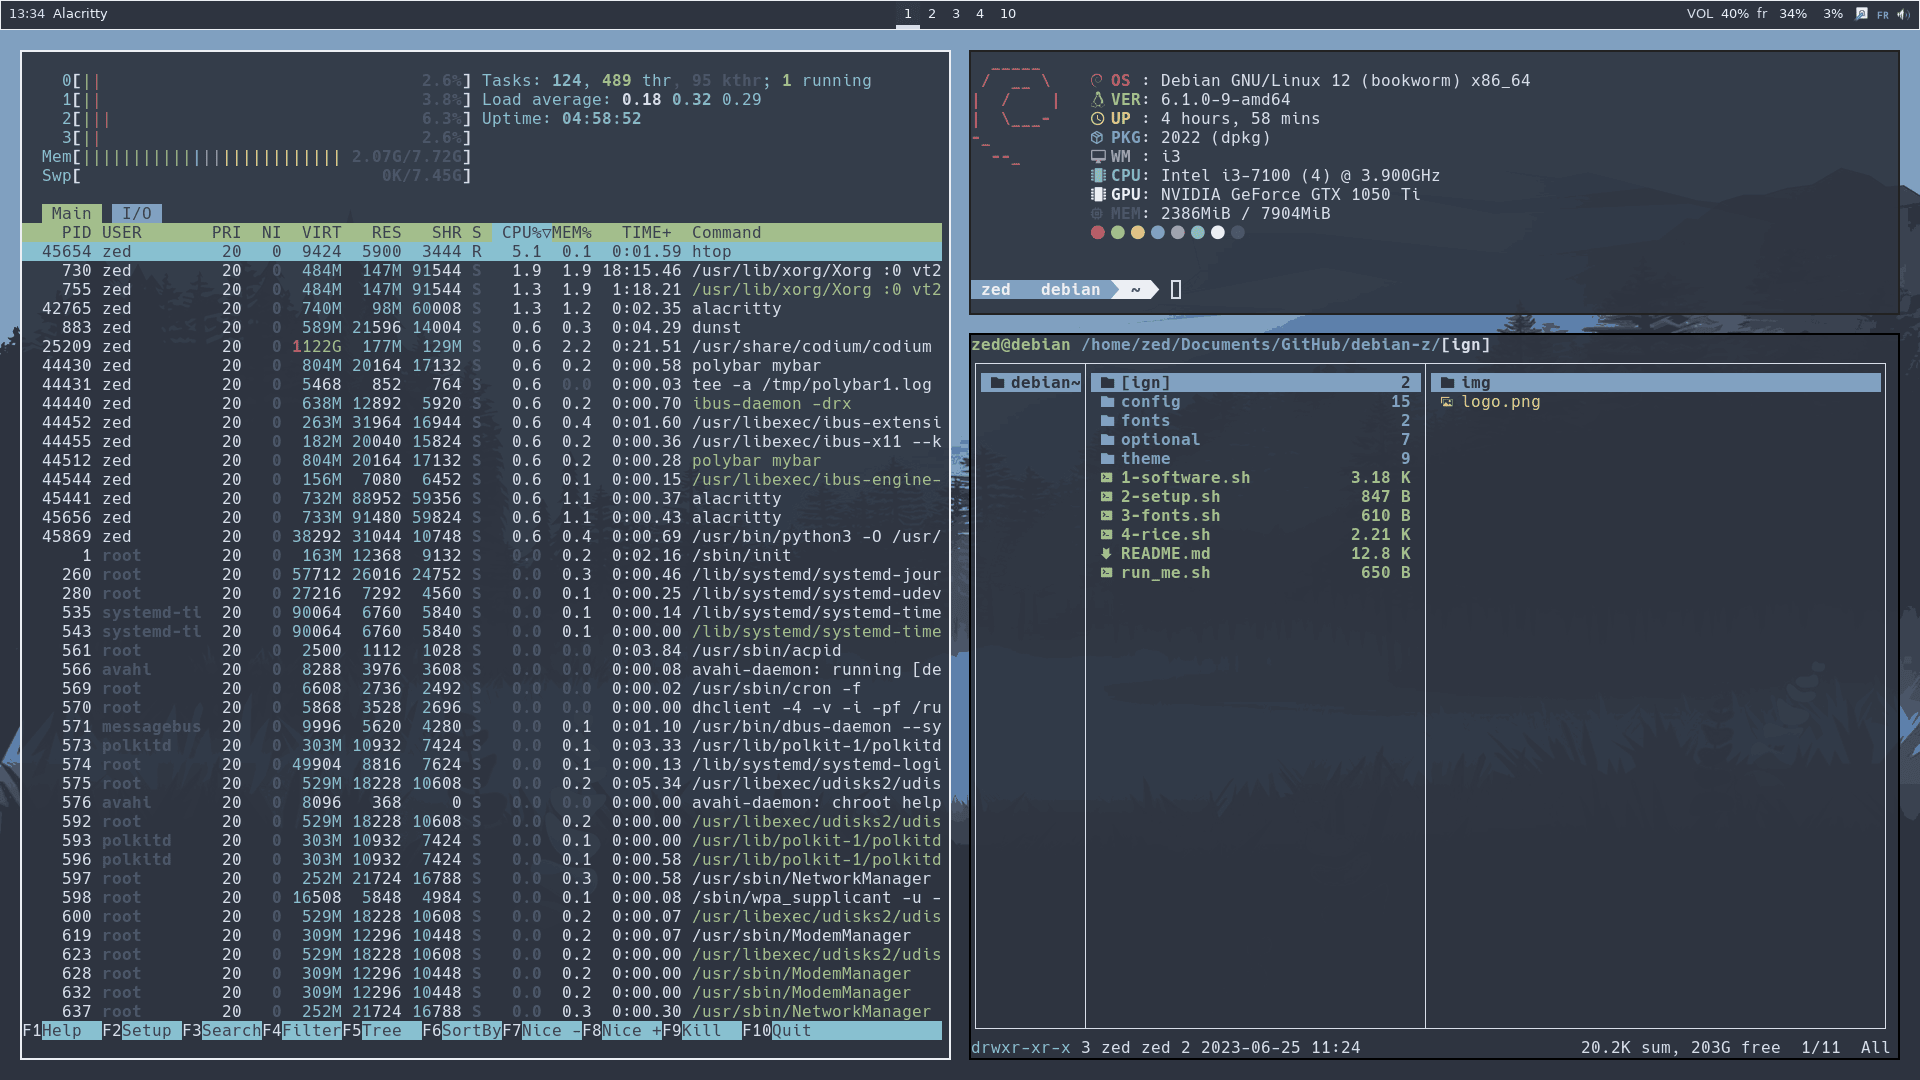 13:34 Alacritty
1 2 3 4 10
VOL 40% fr 34% 3% FR
0[|| 2.6%] Tasks: 124, 489 thr, 95 kthr; 1 running
1[|| 3.8%] Load average: 0.18 0.32 0.29
2[||| 6.3%] Uptime: 04:58:52
3[|| 2.6%]
Mem[|||||||||||||||||||||||||| 2.07G/7.72G]
Swp[ 0K/7.45G]
Main I/O
PID USER PRI NI VIRT RES SHR S CPU%▽MEM% TIME+ Command
45654 zed 20 0 9424 5900 3444 R 5.1 0.1 0:01.59 htop
730 zed 20 0 484M 147M 91544 S 1.9 1.9 18:15.46 /usr/lib/xorg/Xorg :0 vt2
755 zed 20 0 484M 147M 91544 S 1.3 1.9 1:18.21 /usr/lib/xorg/Xorg :0 vt2
42765 zed 20 0 740M 98M 60008 S 1.3 1.2 0:02.35 alacritty
883 zed 20 0 589M 21596 14004 S 0.6 0.3 0:04.29 dunst
25209 zed 20 0 1122G 177M 129M S 0.6 2.2 0:21.51 /usr/share/codium/codium
44430 zed 20 0 804M 20164 17132 S 0.6 0.2 0:00.58 polybar mybar
44431 zed 20 0 5468 852 764 S 0.6 0.0 0:00.03 tee -a /tmp/polybar1.log
44440 zed 20 0 638M 12892 5920 S 0.6 0.2 0:00.70 ibus-daemon -drx
44452 zed 20 0 263M 31964 16944 S 0.6 0.4 0:01.60 /usr/libexec/ibus-extensi
44455 zed 20 0 182M 20040 15824 S 0.6 0.2 0:00.36 /usr/libexec/ibus-x11 --k
44512 zed 20 0 804M 20164 17132 S 0.6 0.2 0:00.28 polybar mybar
44544 zed 20 0 156M 7080 6452 S 0.6 0.1 0:00.15 /usr/libexec/ibus-engine-
45441 zed 20 0 732M 88952 59356 S 0.6 1.1 0:00.37 alacritty
45656 zed 20 0 733M 91480 59824 S 0.6 1.1 0:00.43 alacritty
45869 zed 20 0 38292 31044 10748 S 0.6 0.4 0:00.69 /usr/bin/python3 -O /usr/
1 root 20 0 163M 12368 9132 S 0.0 0.2 0:02.16 /sbin/init
260 root 20 0 57712 26016 24752 S 0.0 0.3 0:00.46 /lib/systemd/systemd-jour
280 root 20 0 27216 7292 4560 S 0.0 0.1 0:00.25 /lib/systemd/systemd-udev
535 systemd-ti 20 0 90064 6760 5840 S 0.0 0.1 0:00.14 /lib/systemd/systemd-time
543 systemd-ti 20 0 90064 6760 5840 S 0.0 0.1 0:00.00 /lib/systemd/systemd-time
561 root 20 0 2500 1112 1028 S 0.0 0.0 0:03.84 /usr/sbin/acpid
566 avahi 20 0 8288 3976 3608 S 0.0 0.0 0:00.08 avahi-daemon: running [de
569 root 20 0 6608 2736 2492 S 0.0 0.0 0:00.02 /usr/sbin/cron -f
570 root 20 0 5868 3528 2696 S 0.0 0.0 0:00.00 dhclient -4 -v -i -pf /ru
571 messagebus 20 0 9996 5620 4280 S 0.0 0.1 0:01.10 /usr/bin/dbus-daemon --sy
573 polkitd 20 0 303M 10932 7424 S 0.0 0.1 0:03.33 /usr/lib/polkit-1/polkitd
574 root 20 0 49904 8816 7624 S 0.0 0.1 0:00.13 /lib/systemd/systemd-logi
575 root 20 0 529M 18228 10608 S 0.0 0.2 0:05.34 /usr/libexec/udisks2/udis
576 avahi 20 0 8096 368 0 S 0.0 0.0 0:00.00 avahi-daemon: chroot help
592 root 20 0 529M 18228 10608 S 0.0 0.2 0:00.00 /usr/libexec/udisks2/udis
593 polkitd 20 0 303M 10932 7424 S 0.0 0.1 0:00.00 /usr/lib/polkit-1/polkitd
596 polkitd 20 0 303M 10932 7424 S 0.0 0.1 0:00.58 /usr/lib/polkit-1/polkitd
597 root 20 0 252M 21724 16788 S 0.0 0.3 0:00.58 /usr/sbin/NetworkManager
598 root 20 0 16508 5848 4984 S 0.0 0.1 0:00.08 /sbin/wpa_supplicant -u -
600 root 20 0 529M 18228 10608 S 0.0 0.2 0:00.07 /usr/libexec/udisks2/udis
619 root 20 0 309M 12296 10448 S 0.0 0.2 0:00.07 /usr/sbin/ModemManager
623 root 20 0 529M 18228 10608 S 0.0 0.2 0:00.00 /usr/libexec/udisks2/udis
628 root 20 0 309M 12296 10448 S 0.0 0.2 0:00.00 /usr/sbin/ModemManager
632 root 20 0 309M 12296 10448 S 0.0 0.2 0:00.00 /usr/sbin/ModemManager
637 root 20 0 252M 21724 16788 S 0.0 0.3 0:00.30 /usr/sbin/NetworkManager
F1Help F2Setup F3SearchF4FilterF5Tree F6SortByF7Nice -F8Nice +F9Kill F10Quit
OS : Debian GNU/Linux 12 (bookworm) x86_64
VER: 6.1.0-9-amd64
UP : 4 hours, 58 mins
PKG: 2022 (dpkg)
WM : i3
CPU: Intel i3-7100 (4) @ 3.900GHz
GPU: NVIDIA GeForce GTX 1050 Ti
MEM: 2386MiB / 7904MiB
zed debian ~
zed@debian /home/zed/Documents/GitHub/debian-z/[ign]
debian~ [ign] 2 img
config 15 logo.png
fonts 2
optional 7
theme 9
1-software.sh 3.18 K
2-setup.sh 847 B
3-fonts.sh 610 B
4-rice.sh 2.21 K
README.md 12.8 K
run_me.sh 650 B
drwxr-xr-x 3 zed zed 2 2023-06-25 11:24 20.2K sum, 203G free 1/11 All